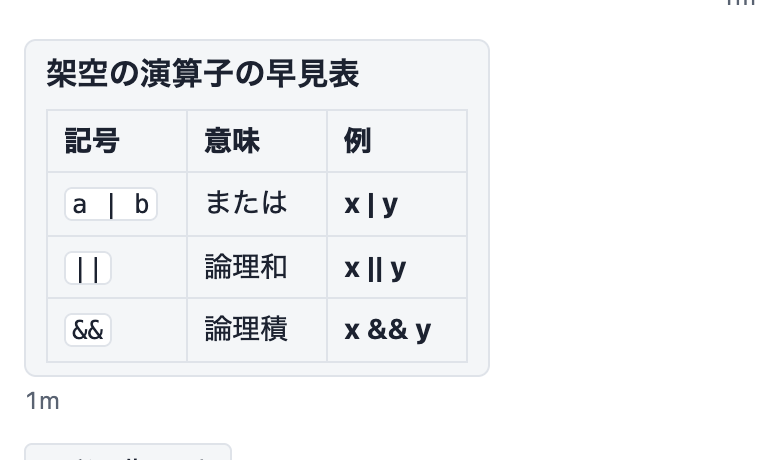 架空の演算子の早見表
記号 意味 例
a | b または x | y
|| 論理和 x || y
&& 論理積 x && y
1m